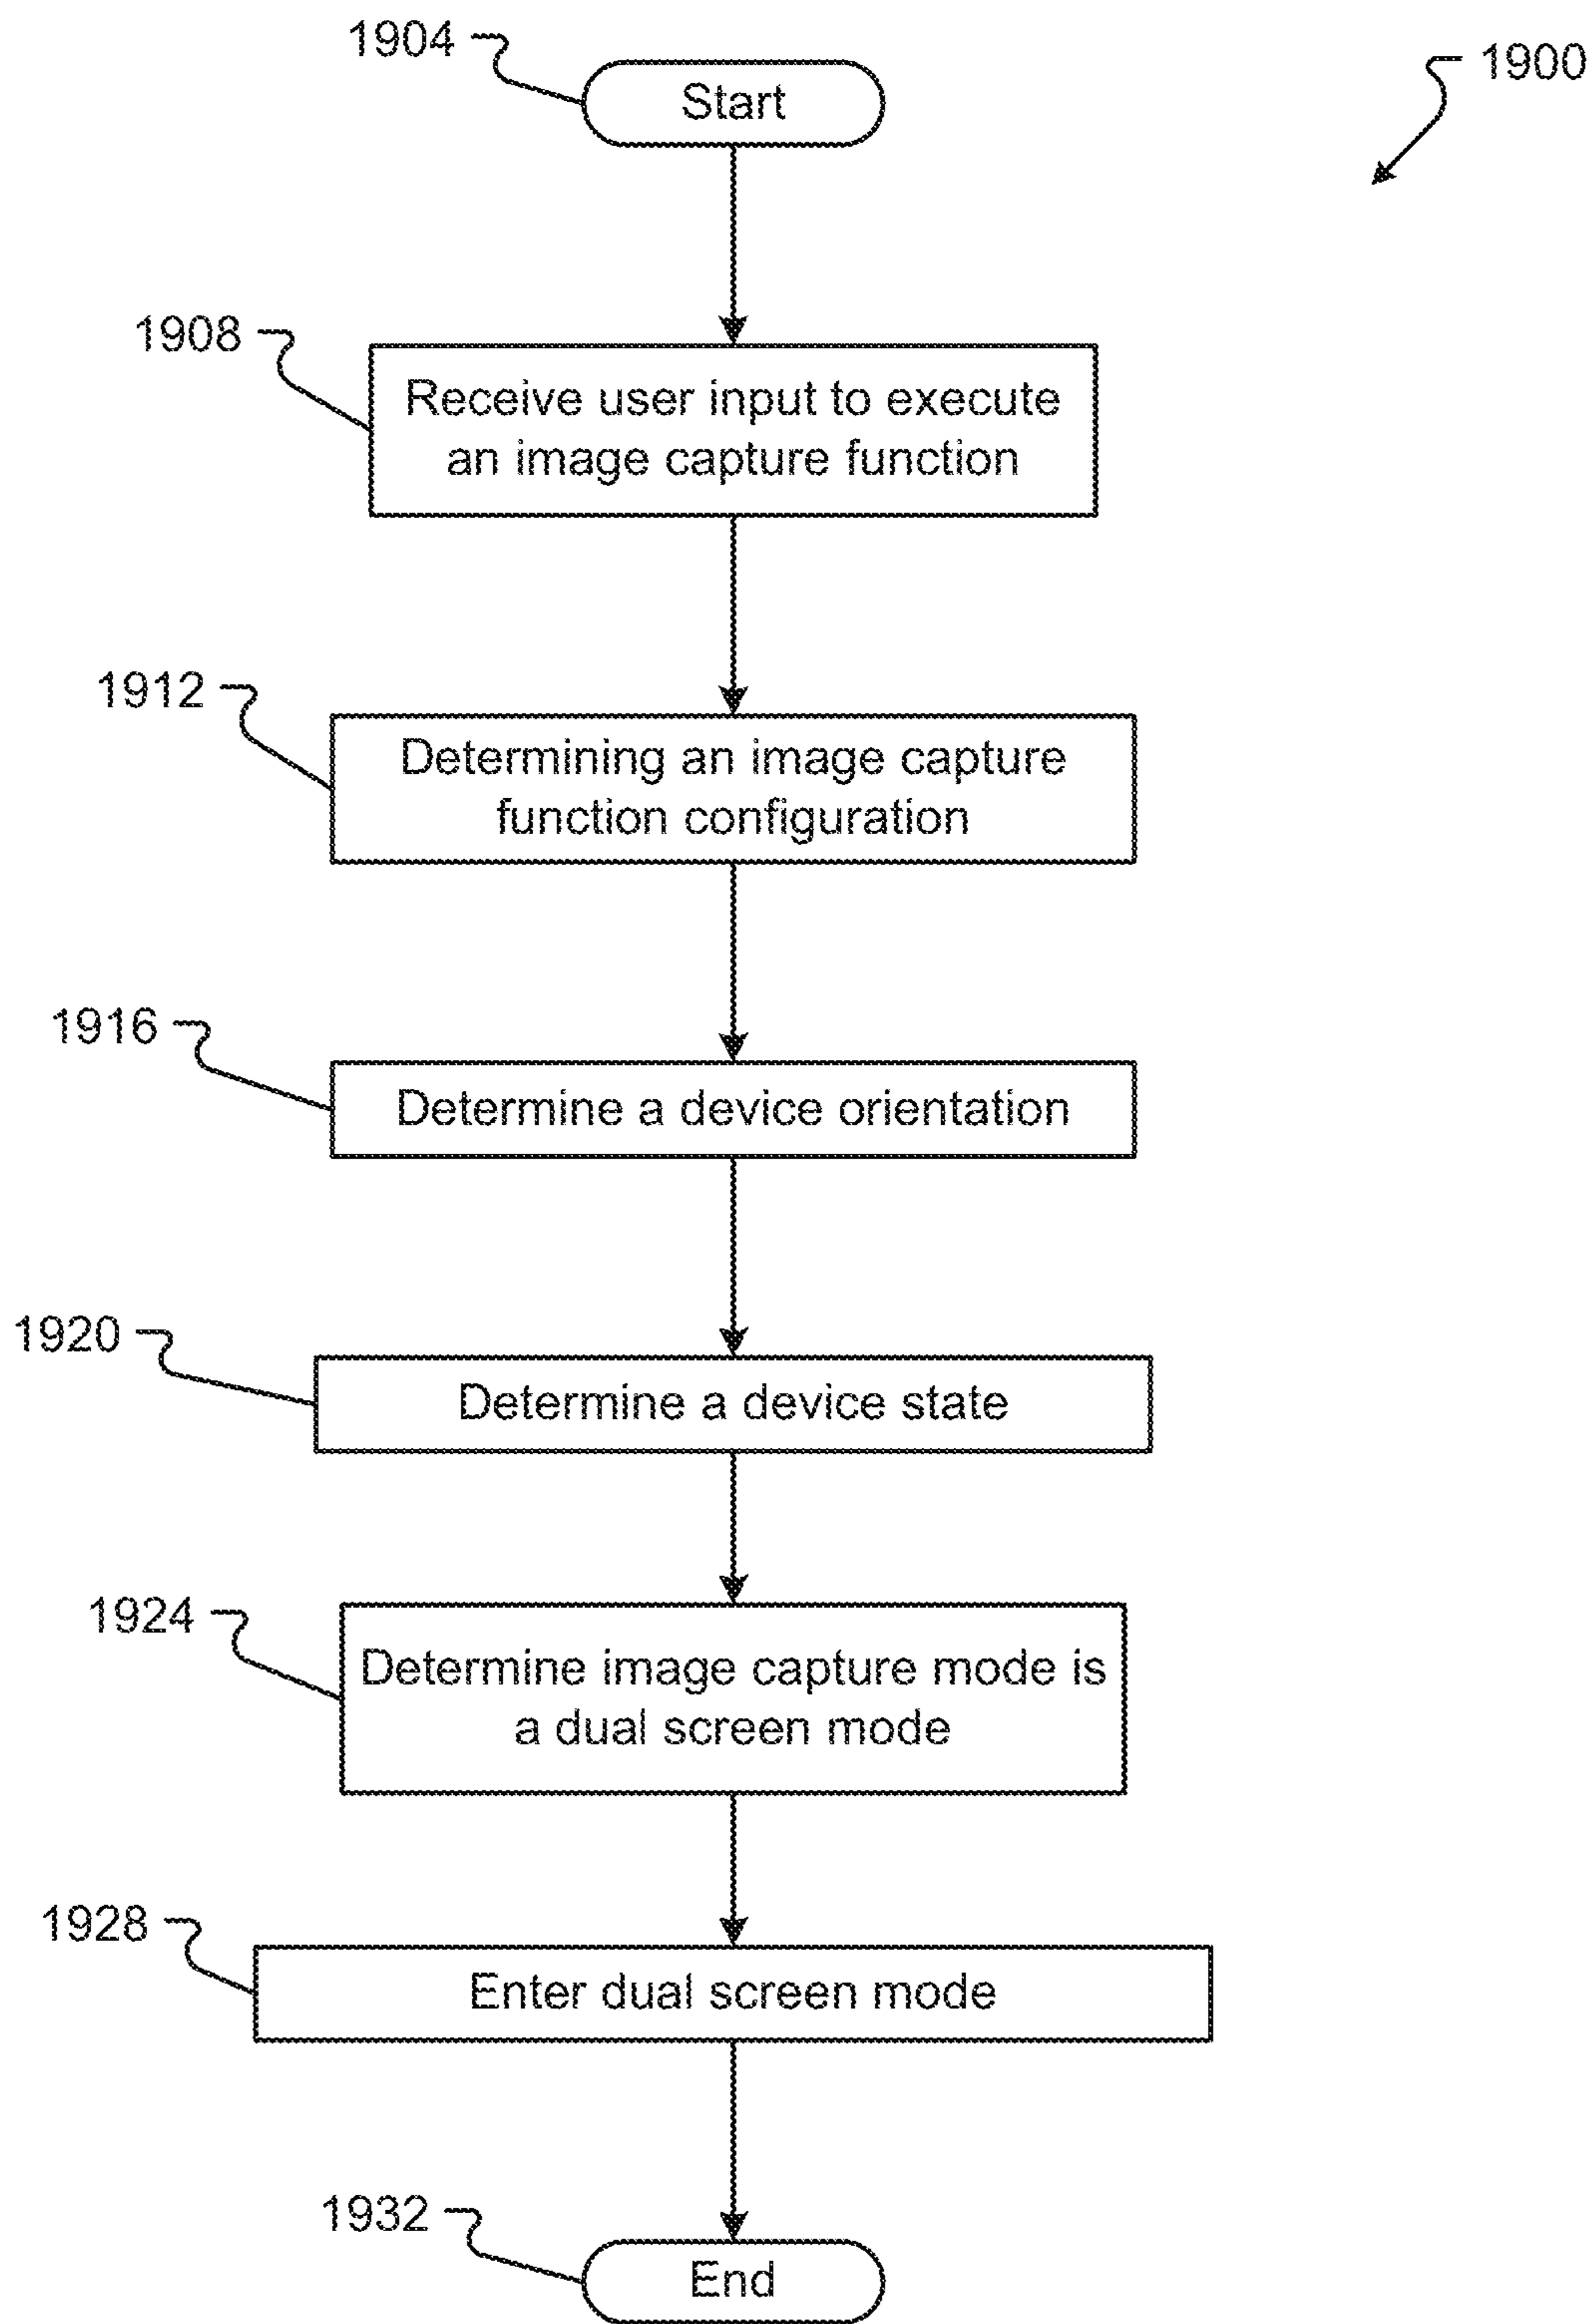 1904
Start
1900
1908
Receive user input to execute
an image capture function
1912
Determining an image capture
function configuration
1916
Determine a device orientation
1920
Determine a device state
1924
Determine image capture mode is
a dual screen mode
1928
Enter dual screen mode
1932
End